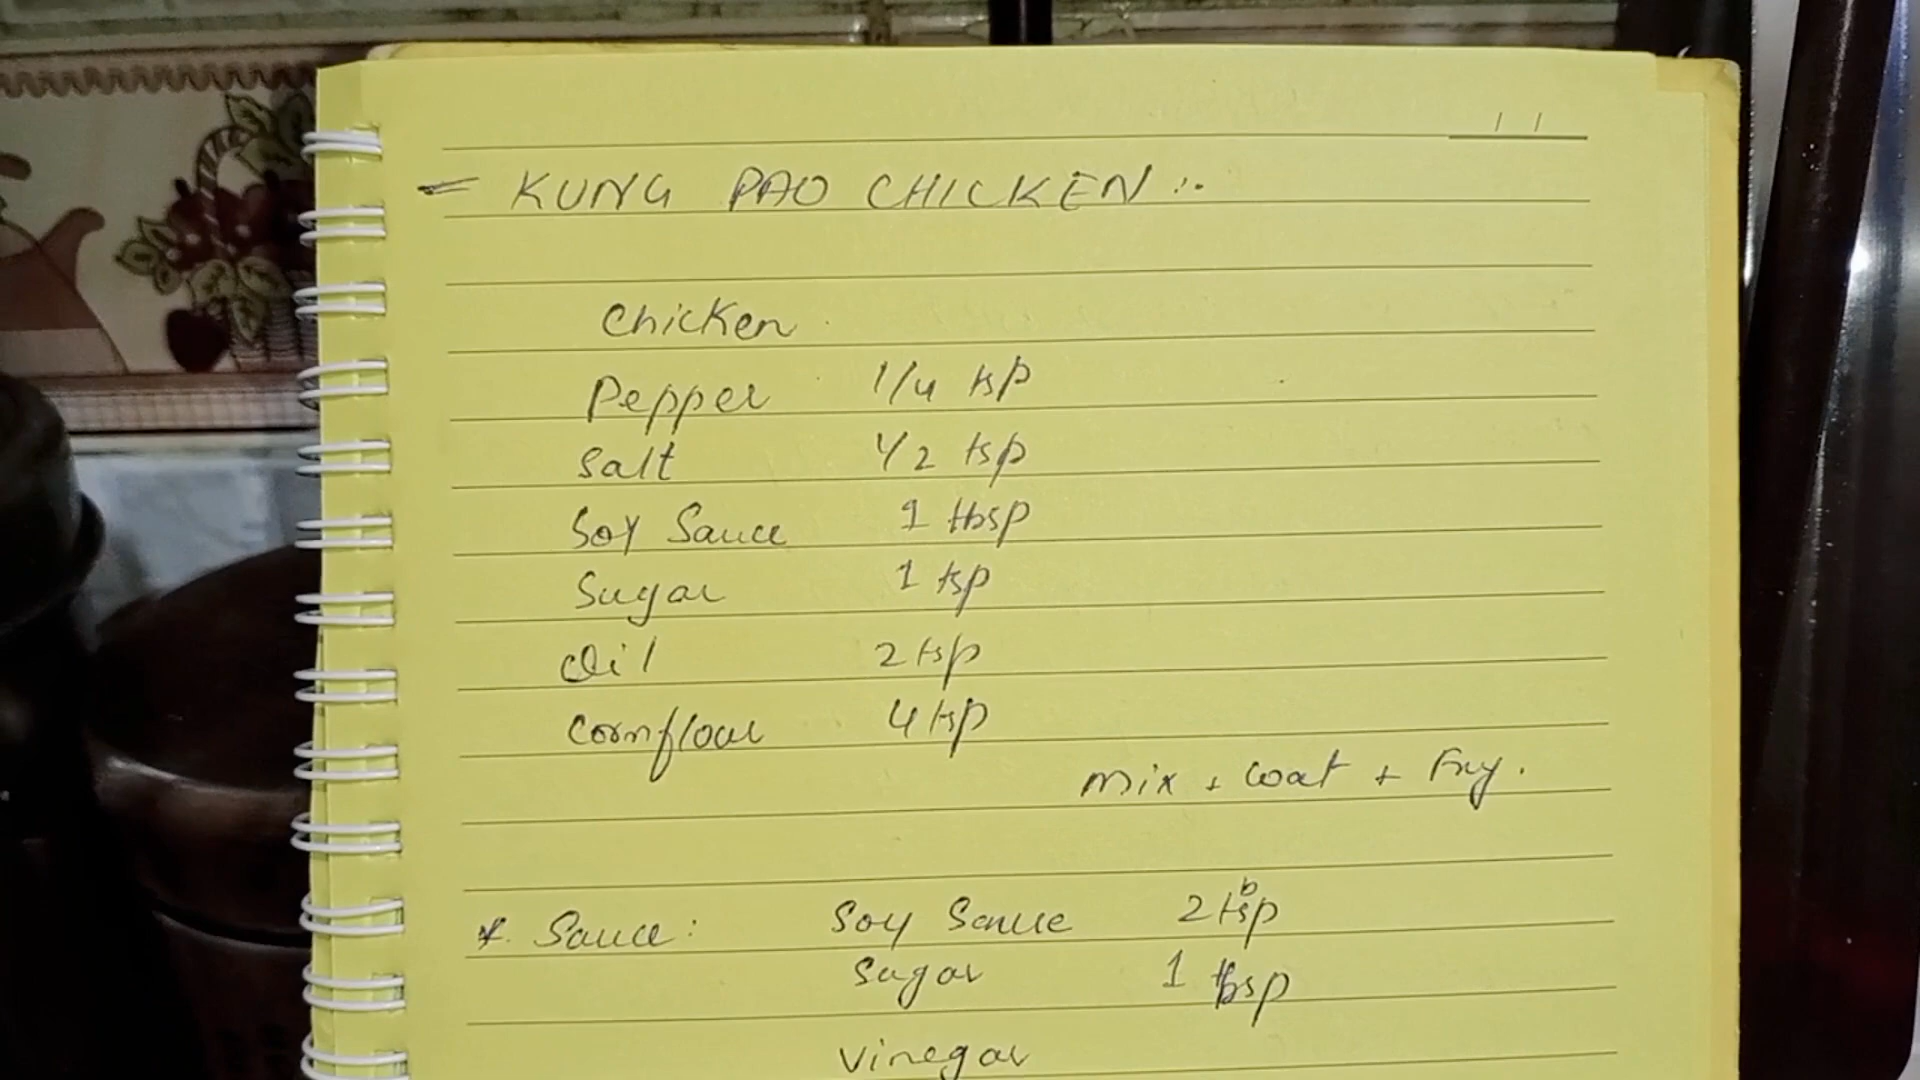 = KUNG PAO CHICKEN :-
Chicken
Pepper 1/4 tsp
Salt 1/2 tsp
Soy Sauce 1 tbsp
Sugar 1 tsp
Oil 2 tsp
Cornflour 4 tsp
Mix + Coat + Fry.
* Sauce: Soy Sauce 2 tbsp
Sugar 1 tbsp
Vinegar